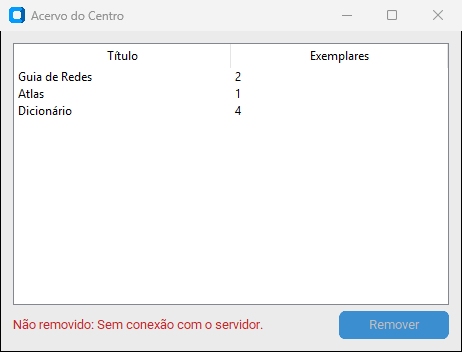 Acervo do Centro
Título Exemplares
Guia de Redes 2
Atlas 1
Dicionário 4
Não removido: Sem conexão com o servidor.
Remover